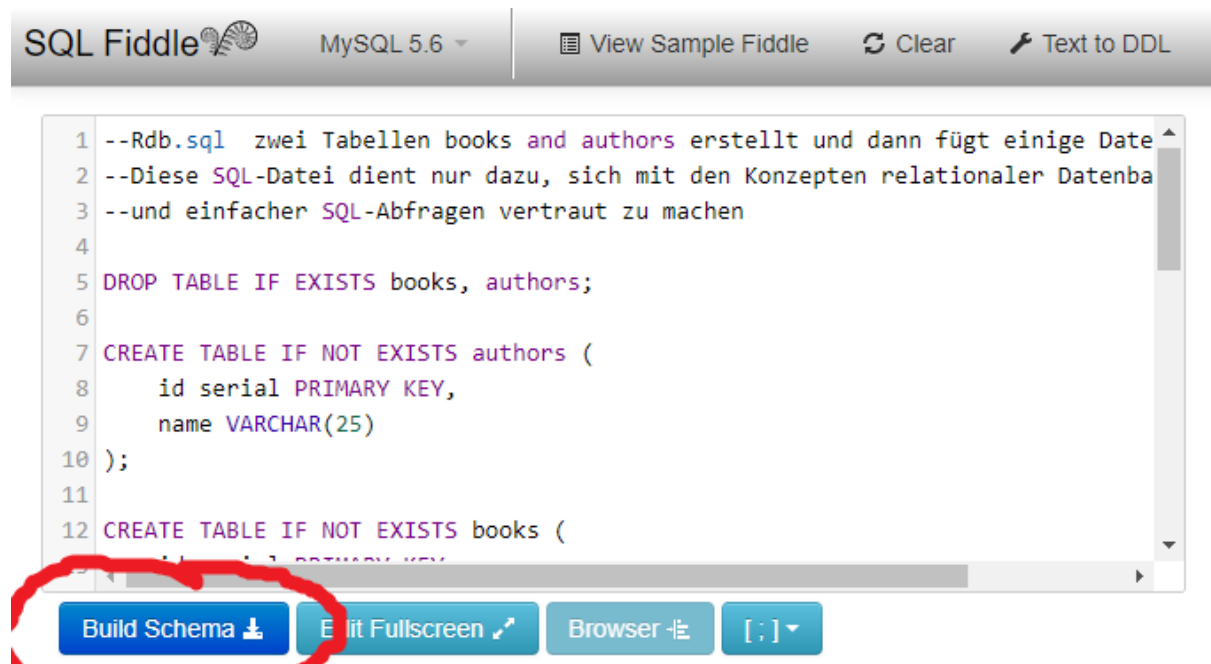 SQL Fiddle MySQL 5.6 View Sample Fiddle Clear Text to DDL
1 --Rdb.sql  zwei Tabellen books and authors erstellt und dann fügt einige Date
2 --Diese SQL-Datei dient nur dazu, sich mit den Konzepten relationaler Datenba
3 --und einfacher SQL-Abfragen vertraut zu machen
4
5 DROP TABLE IF EXISTS books, authors;
6
7 CREATE TABLE IF NOT EXISTS authors (
8     id serial PRIMARY KEY,
9     name VARCHAR(25)
10 );
11
12 CREATE TABLE IF NOT EXISTS books (
Build Schema Edit Fullscreen Browser [ ; ]